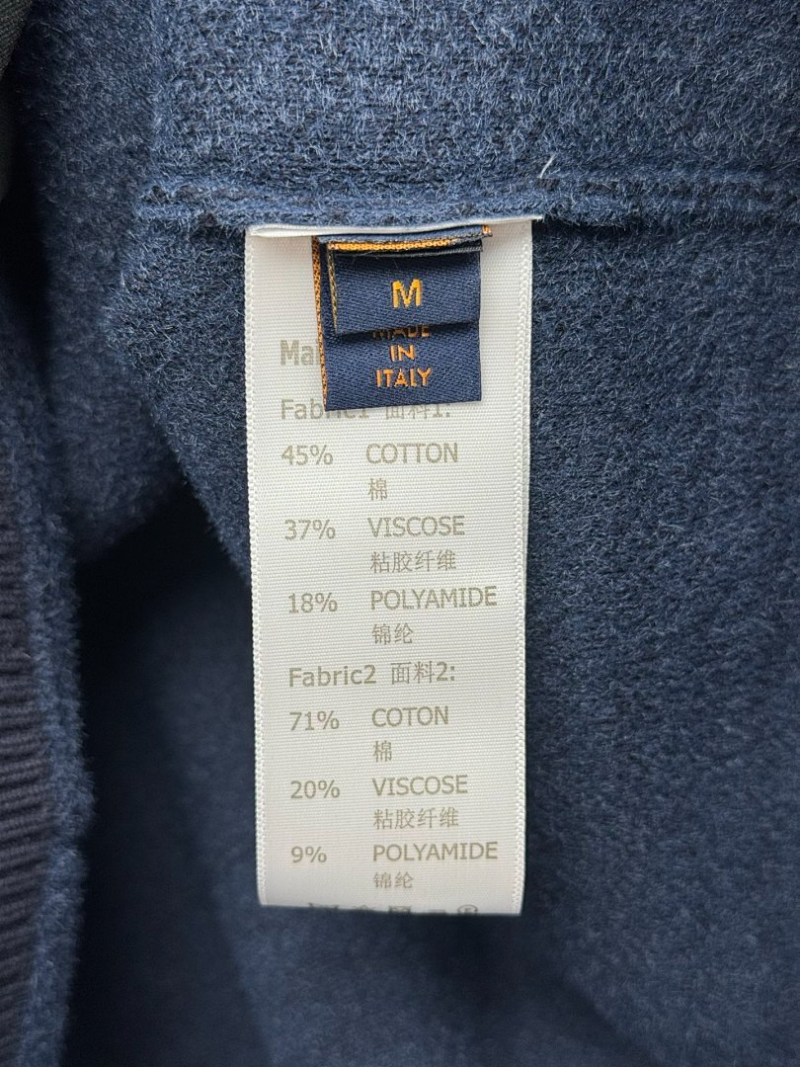 M
MADE
IN
ITALY
Fabric1 面料1:
45% COTTON
棉
37% VISCOSE
粘胶纤维
18% POLYAMIDE
锦纶
Fabric2 面料2:
71% COTON
棉
20% VISCOSE
粘胶纤维
9% POLYAMIDE
锦纶